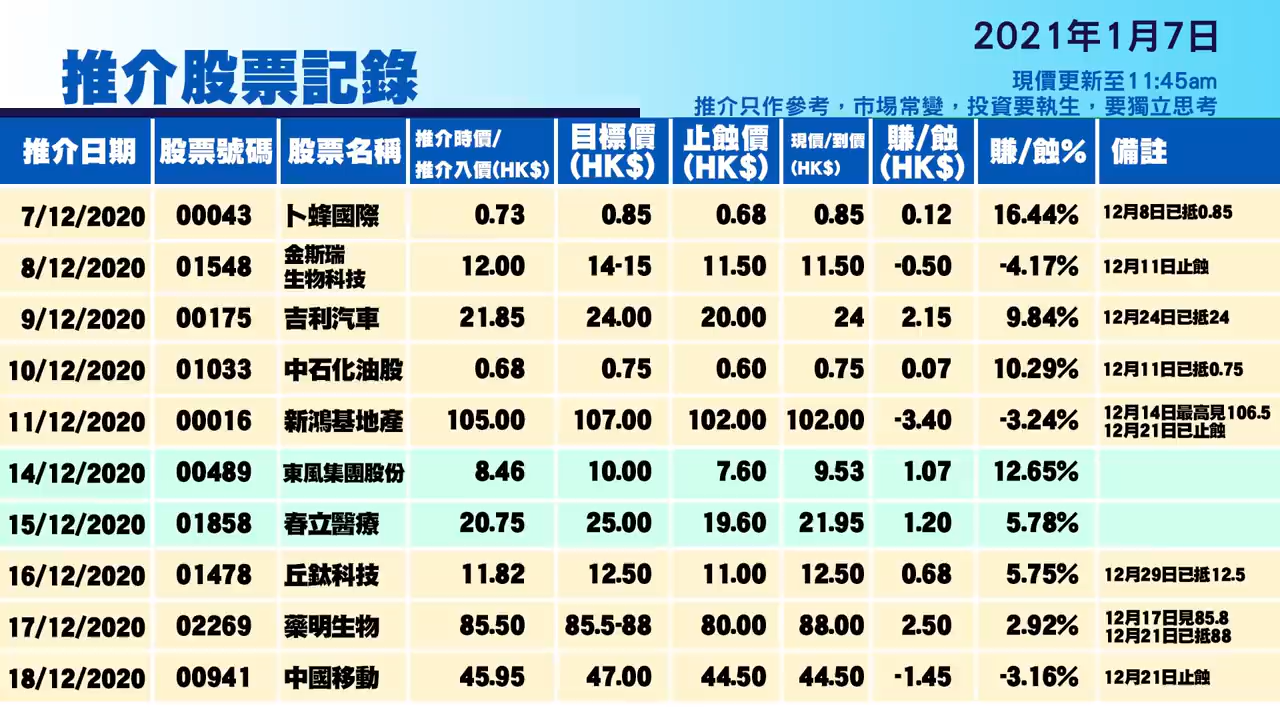 2021年1月7日
推介股票記錄
現價更新至11:45am
推介只作參考，市場常變，投資要執生，要獨立思考
推介日期 股票號碼 股票名稱 推介時價/推介入價(HK$) 目標價(HK$) 止蝕價(HK$) 現價/到價(HK$) 賺/蝕(HK$) 賺/蝕% 備註
7/12/2020 00043 卜蜂國際 0.73 0.85 0.68 0.85 0.12 16.44% 12月8日已抵0.85
8/12/2020 01548 金斯瑞生物科技 12.00 14-15 11.50 11.50 -0.50 -4.17% 12月11日止蝕
9/12/2020 00175 吉利汽車 21.85 24.00 20.00 24 2.15 9.84% 12月24日已抵24
10/12/2020 01033 中石化油股 0.68 0.75 0.60 0.75 0.07 10.29% 12月11日已抵0.75
11/12/2020 00016 新鴻基地產 105.00 107.00 102.00 102.00 -3.40 -3.24% 12月14日最高見106.5 12月21日已止蝕
14/12/2020 00489 東風集團股份 8.46 10.00 7.60 9.53 1.07 12.65%
15/12/2020 01858 春立醫療 20.75 25.00 19.60 21.95 1.20 5.78%
16/12/2020 01478 丘鈦科技 11.82 12.50 11.00 12.50 0.68 5.75% 12月29日已抵12.5
17/12/2020 02269 藥明生物 85.50 85.5-88 80.00 88.00 2.50 2.92% 12月17日見85.8 12月21日已抵88
18/12/2020 00941 中國移動 45.95 47.00 44.50 44.50 -1.45 -3.16% 12月21日止蝕